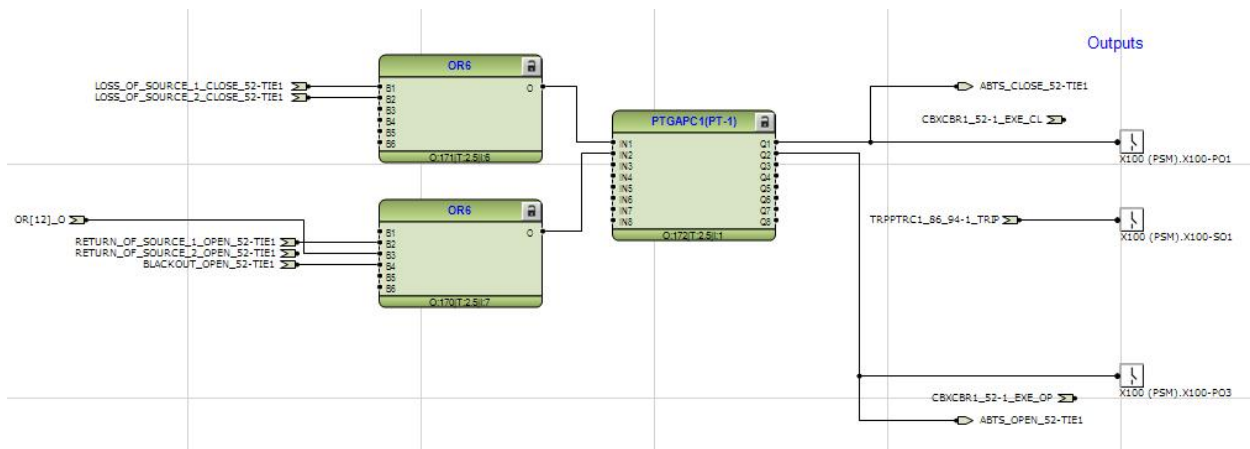 Outputs
OR6
LOSS_OF_SOURCE_1_CLOSE_52-TIE1
LOSS_OF_SOURCE_2_CLOSE_52-TIE1
B1
B2
B3
B4
B5
B6
O
O:171|T:2.5|I:6
OR[12]_O
RETURN_OF_SOURCE_1_OPEN_52-TIE1
RETURN_OF_SOURCE_2_OPEN_52-TIE1
BLACKOUT_OPEN_52-TIE1
OR6
B1
B2
B3
B4
B5
B6
O
O:170|T:2.5|I:7
PTGAPC1(PT-1)
IN1 Q1
IN2 Q2
IN3 Q3
IN4 Q4
IN5 Q5
IN6 Q6
IN7 Q7
IN8 Q8
O:172|T:2.5|I:1
ABTS_CLOSE_52-TIE1
CBXCBR1_52-1_EXE_CL
X100 (PSM).X100-PO1
TRPPTRC1_86_94-1_TRIP
X100 (PSM).X100-SO1
X100 (PSM).X100-PO3
CBXCBR1_52-1_EXE_OP
ABTS_OPEN_52-TIE1